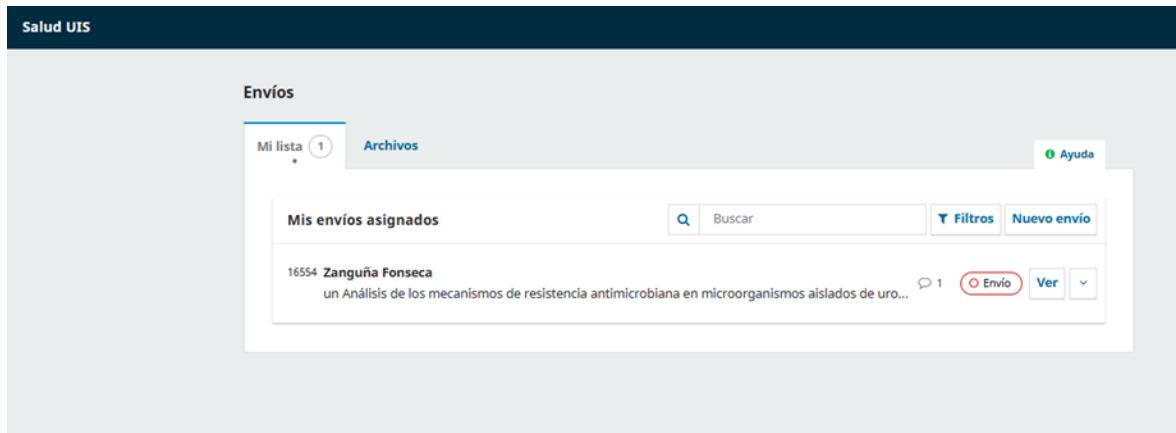 Salud UIS
Envíos
Mi lista 1
Archivos
Ayuda
Mis envíos asignados
Buscar
Filtros
Nuevo envío
16554 Zanguña Fonseca
un Análisis de los mecanismos de resistencia antimicrobiana en microorganismos aislados de uro...
1
Envío
Ver